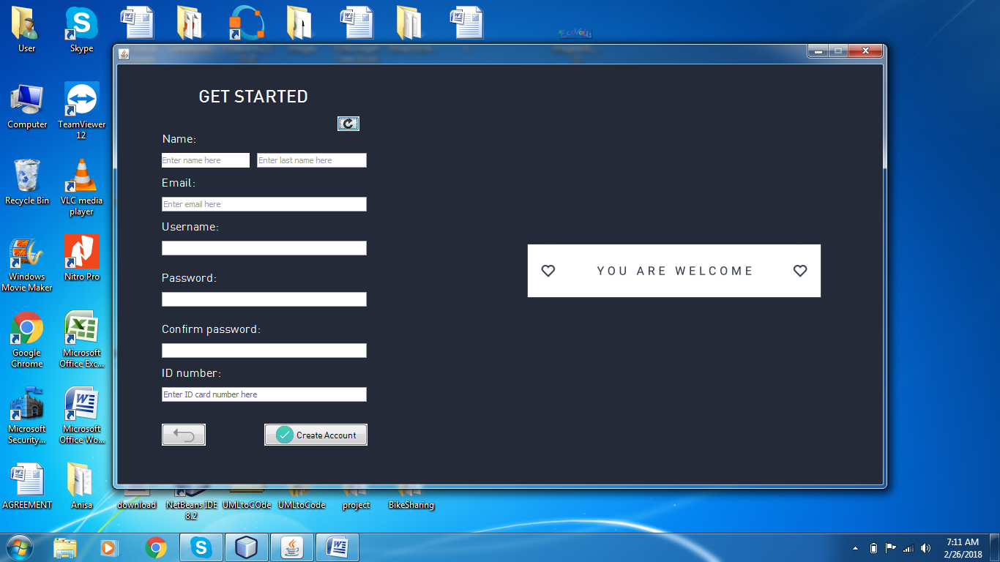 User
Skype
GET STARTED
Computer
TeamViewer
12
Name:
Enter name here
Enter last name here
Email:
Recycle Bin
VLC media
player
Enter email here
Username:
Windows
Movie Maker
Nitro Pro
YOU ARE WELCOME
Password:
Confirm password:
Google
Chrome
Microsoft
Office Exc...
ID number:
Enter ID card number here
Microsoft
Security...
Microsoft
Office Wo...
Create Account
AGREEMENT
Anisa
download
NetBeans IDE
8.2
UMLtoCOde
UMLtoCode
project
BikeSharing
7:11 AM
2/26/2018